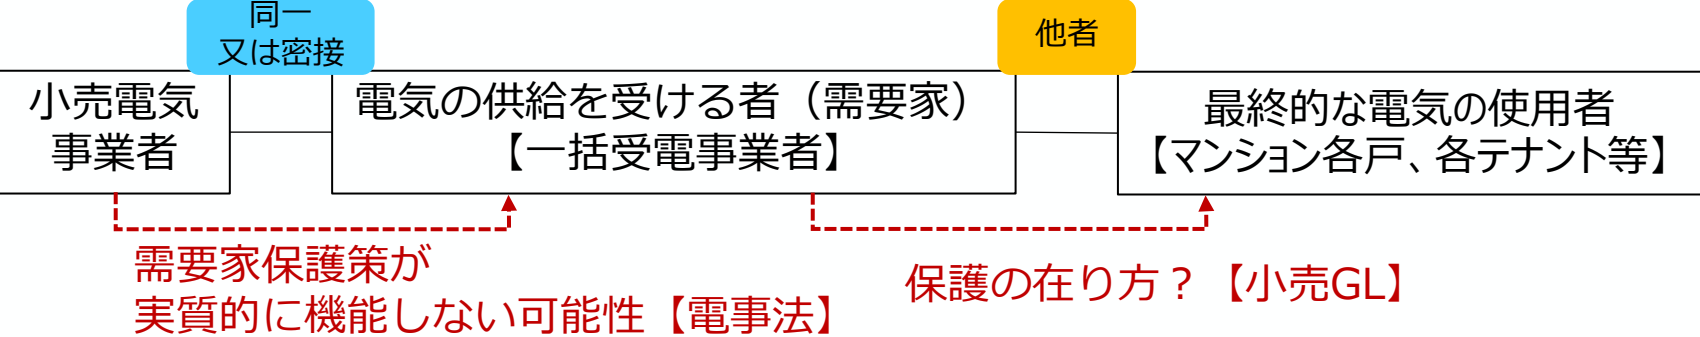 同一
又は密接
他者
小売電気
事業者
電気の供給を受ける者（需要家）
【一括受電事業者】
最終的な電気の使用者
【マンション各戸、各テナント等】
需要家保護策が
実質的に機能しない可能性【電事法】
保護の在り方？【小売GL】